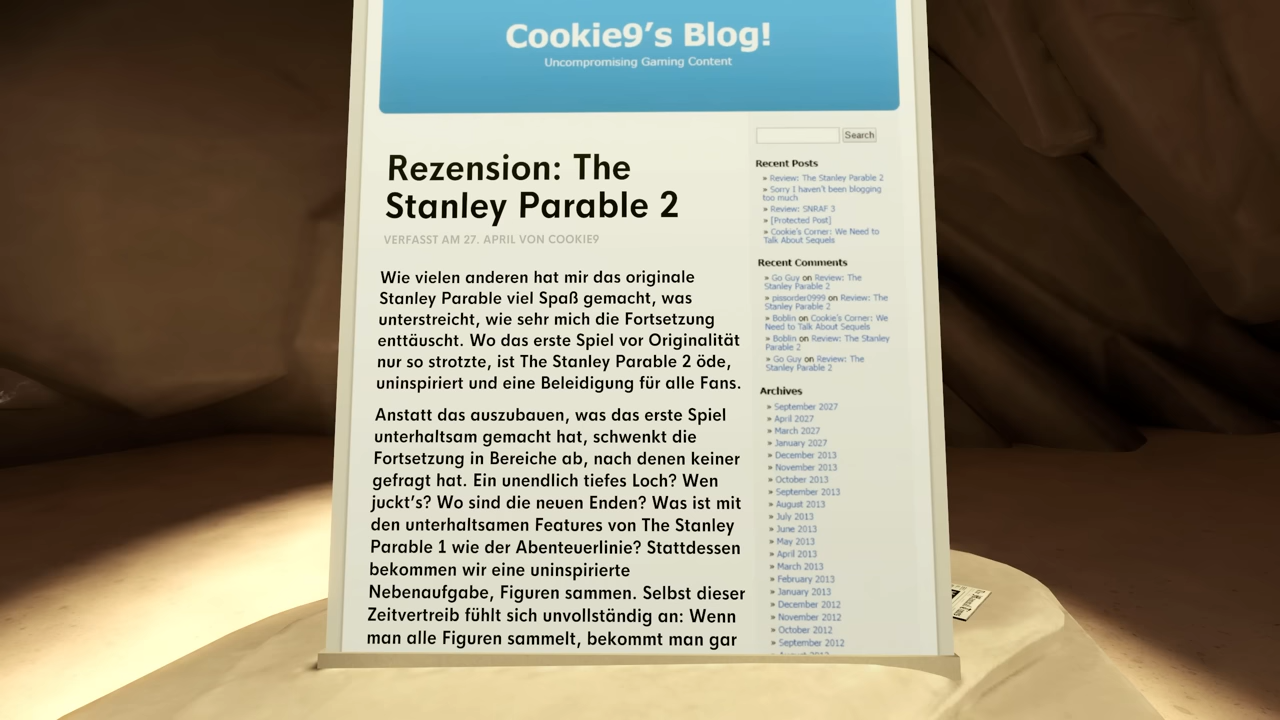 Cookie9's Blog!
Uncompromising Gaming Content
Rezension: The
Stanley Parable 2
VERFASST AM 27. APRIL VON COOKIE9
Wie vielen anderen hat mir das originale
Stanley Parable viel Spaß gemacht, was
unterstreicht, wie sehr mich die Fortsetzung
enttäuscht. Wo das erste Spiel vor Originalität
nur so strotzte, ist The Stanley Parable 2 öde,
uninspiriert und eine Beleidigung für alle Fans.
Anstatt das auszubauen, was das erste Spiel
unterhaltsam gemacht hat, schwenkt die
Fortsetzung in Bereiche ab, nach denen keiner
gefragt hat. Ein unendlich tiefes Loch? Wen
juckt's? Wo sind die neuen Enden? Was ist mit
den unterhaltsamen Features von The Stanley
Parable 1 wie der Abenteuerlinie? Stattdessen
bekommen wir eine uninspirierte
Nebenaufgabe, Figuren sammen. Selbst dieser
Zeitvertreib fühlt sich unvollständig an: Wenn
man alle Figuren sammelt, bekommt man gar
Search
Recent Posts
» Review: The Stanley Parable 2
» Sorry I haven't been blogging
too much
» Review: SNRAF 3
» [Protected Post]
» Cookie's Corner: We Need to
Talk About Sequels
Recent Comments
» Go Guy on Review: The
Stanley Parable 2
» pissorder0999 on Review: The
Stanley Parable 2
» Boblin on Cookie's Corner: We
Need to Talk About Sequels
» Boblin on Review: The Stanley
Parable 2
» Go Guy on Review: The
Stanley Parable 2
Archives
» September 2027
» April 2027
» March 2027
» January 2027
» December 2013
» November 2013
» October 2013
» September 2013
» August 2013
» July 2013
» June 2013
» May 2013
» April 2013
» March 2013
» February 2013
» January 2013
» December 2012
» November 2012
» October 2012
» September 2012